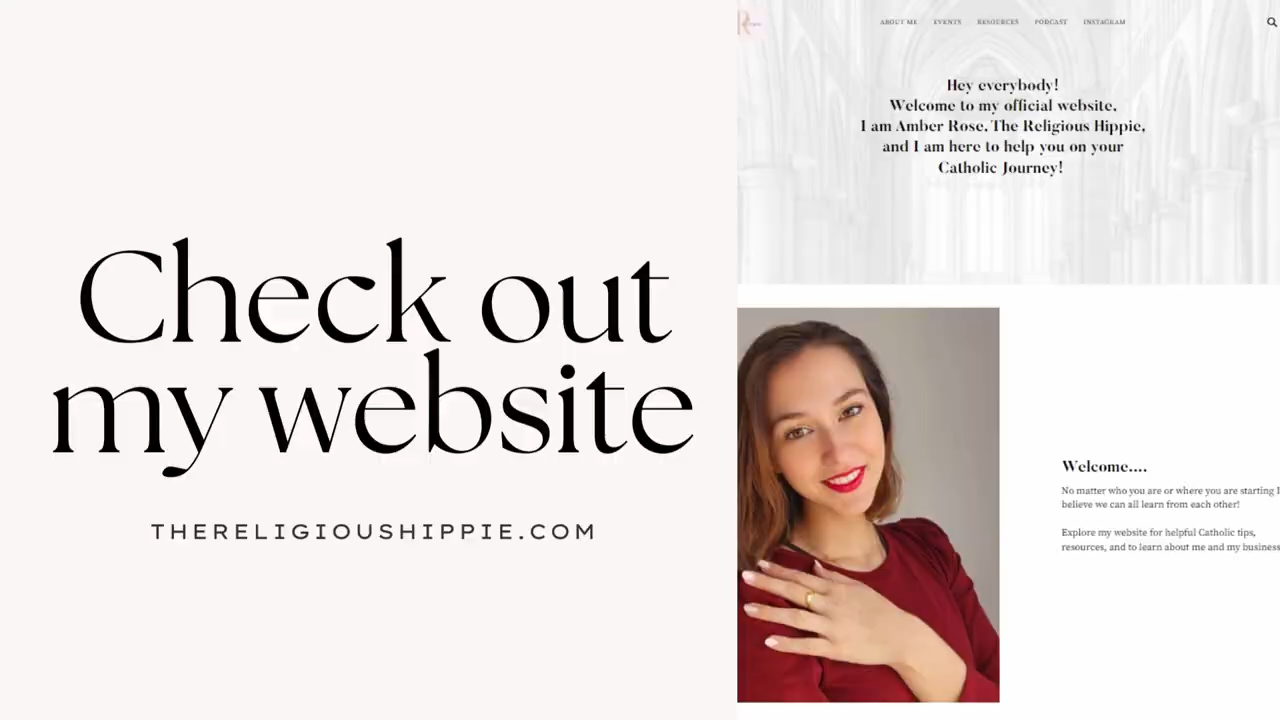 Check out
my website
THERELIGIOUSHIPPIE.COM
ABOUT ME EVENTS RESOURCES PODCAST INSTAGRAM
Hey everybody!
Welcome to my official website,
I am Amber Rose, The Religious Hippie,
and I am here to help you on your
Catholic Journey!
Welcome....
No matter who you are or where you are starting I
believe we can all learn from each other!
Explore my website for helpful Catholic tips,
resources, and to learn about me and my business